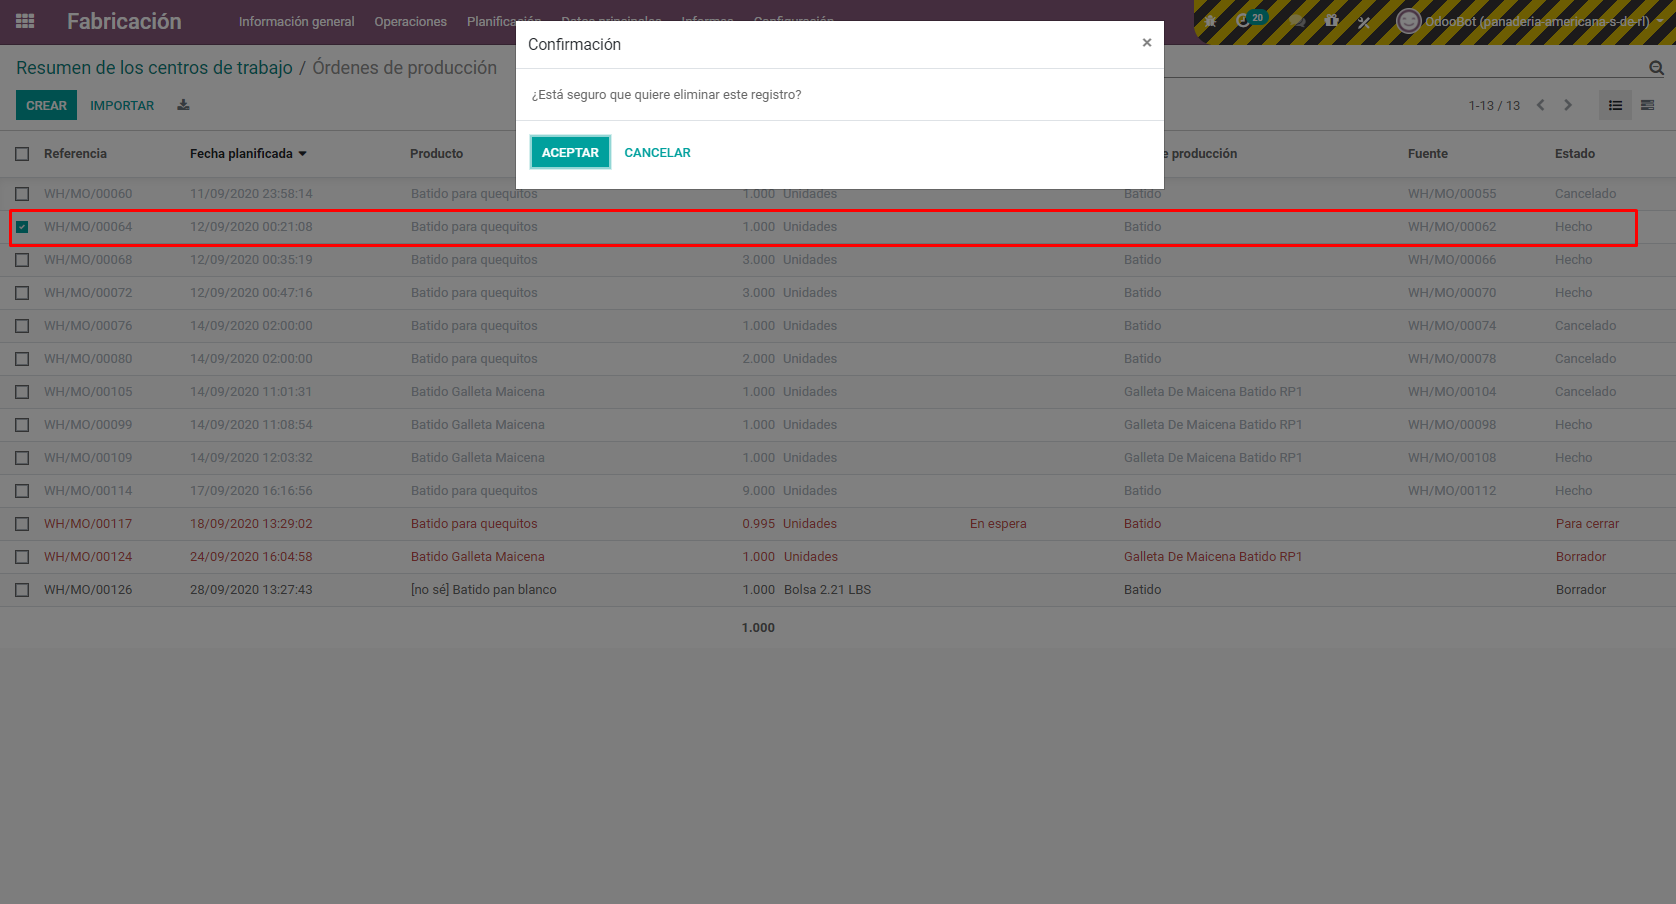 Fabricación Información general Operaciones Planificación Datos principales Informes Configuración 20 OdooBot (panaderia-americana-s-de-rl)
Confirmación ×
Resumen de los centros de trabajo / Órdenes de producción
¿Está seguro que quiere eliminar este registro?
CREAR IMPORTAR 1-13 / 13
ACEPTAR CANCELAR
Referencia Fecha planificada Producto e producción Fuente Estado
WH/MO/00060 11/09/2020 23:58:14 Batido para quequitos 1.000 Unidades Batido WH/MO/00055 Cancelado
WH/MO/00064 12/09/2020 00:21:08 Batido para quequitos 1.000 Unidades Batido WH/MO/00062 Hecho
WH/MO/00068 12/09/2020 00:35:19 Batido para quequitos 3.000 Unidades Batido WH/MO/00066 Hecho
WH/MO/00072 12/09/2020 00:47:16 Batido para quequitos 3.000 Unidades Batido WH/MO/00070 Hecho
WH/MO/00076 14/09/2020 02:00:00 Batido para quequitos 1.000 Unidades Batido WH/MO/00074 Cancelado
WH/MO/00080 14/09/2020 02:00:00 Batido para quequitos 2.000 Unidades Batido WH/MO/00078 Cancelado
WH/MO/00105 14/09/2020 11:01:31 Batido Galleta Maicena 1.000 Unidades Galleta De Maicena Batido RP1 WH/MO/00104 Cancelado
WH/MO/00099 14/09/2020 11:08:54 Batido Galleta Maicena 1.000 Unidades Galleta De Maicena Batido RP1 WH/MO/00098 Hecho
WH/MO/00109 14/09/2020 12:03:32 Batido Galleta Maicena 1.000 Unidades Galleta De Maicena Batido RP1 WH/MO/00108 Hecho
WH/MO/00114 17/09/2020 16:16:56 Batido para quequitos 9.000 Unidades Batido WH/MO/00112 Hecho
WH/MO/00117 18/09/2020 13:29:02 Batido para quequitos 0.995 Unidades En espera Batido Para cerrar
WH/MO/00124 24/09/2020 16:04:58 Batido Galleta Maicena 1.000 Unidades Galleta De Maicena Batido RP1 Borrador
WH/MO/00126 28/09/2020 13:27:43 [no sé] Batido pan blanco 1.000 Bolsa 2.21 LBS Batido Borrador
1.000